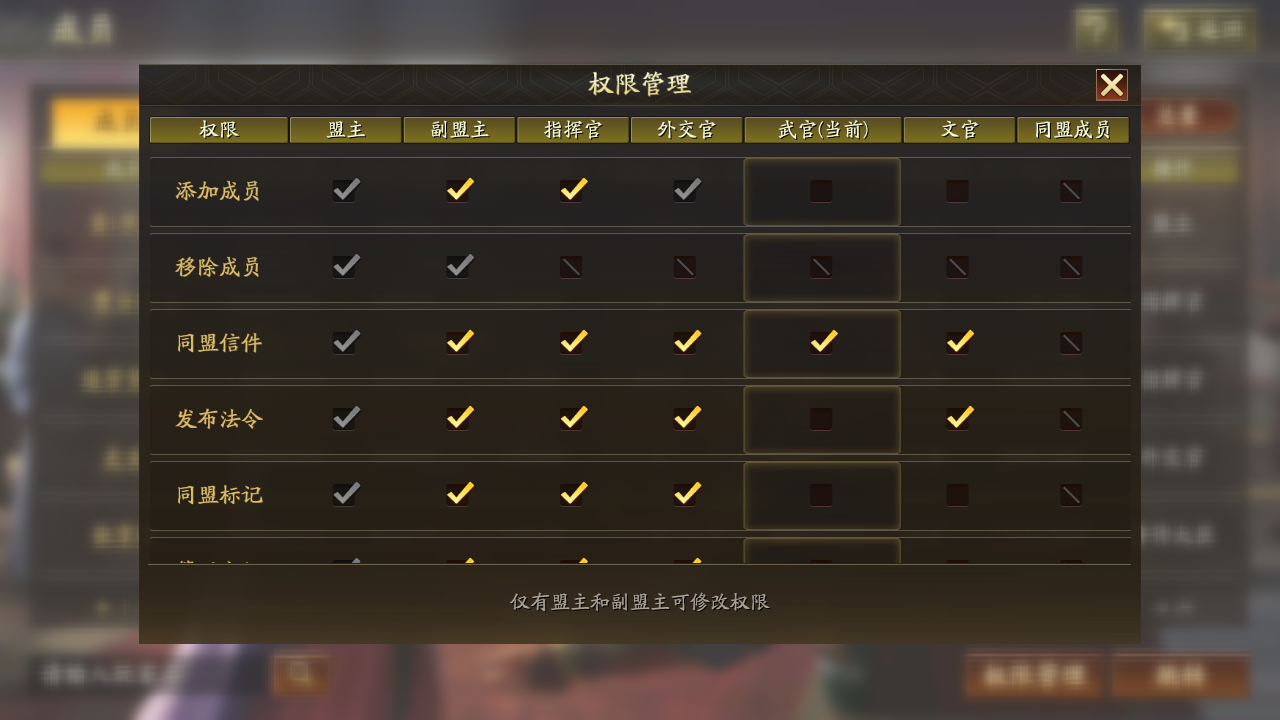 成员
权限管理
权限 盟主 副盟主 指挥官 外交官 武官(当前) 文官 同盟成员
添加成员
移除成员
同盟信件
发布法令
同盟标记
仅有盟主和副盟主可修改权限
权限管理